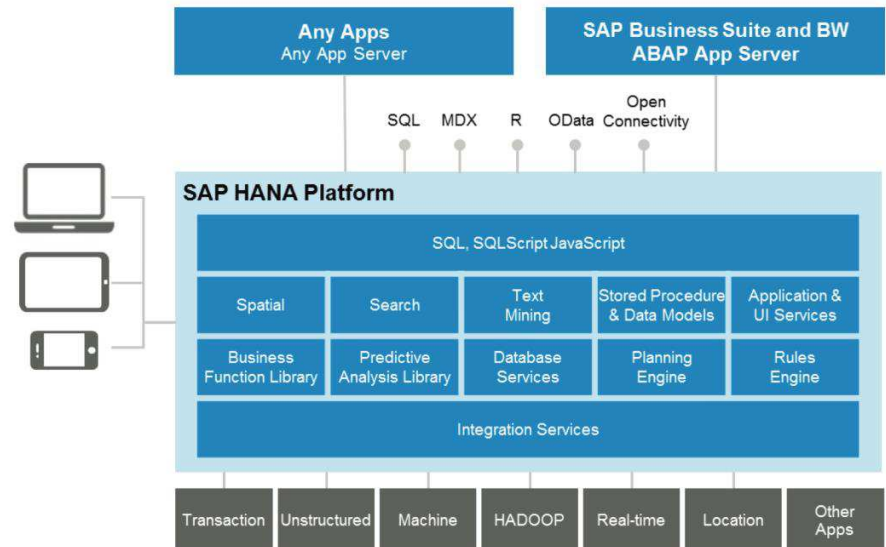 Any Apps
Any App Server
SAP Business Suite and BW
ABAP App Server
SQL MDX R OData Open
Connectivity
SAP HANA Platform
SQL, SQLScript JavaScript
Spatial
Search
Text
Mining
Stored Procedure
& Data Models
Application &
UI Services
Business
Function Library
Predictive
Analysis Library
Database
Services
Planning
Engine
Rules
Engine
Integration Services
Transaction
Unstructured
Machine
HADOOP
Real-time
Location
Other
Apps